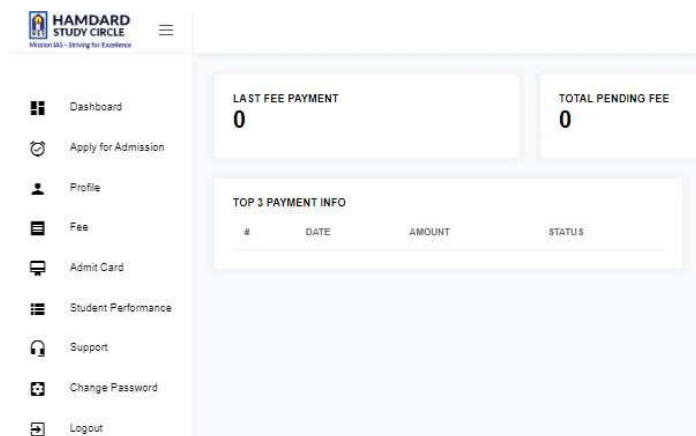 HAMDARD
STUDY CIRCLE
Mission IAS - Striving for Excellence
Dashboard
Apply for Admission
Profile
Fee
Admit Card
Student Performance
Support
Change Password
Logout
LAST FEE PAYMENT
0
TOTAL PENDING FEE
0
TOP 3 PAYMENT INFO
# DATE AMOUNT STATUS